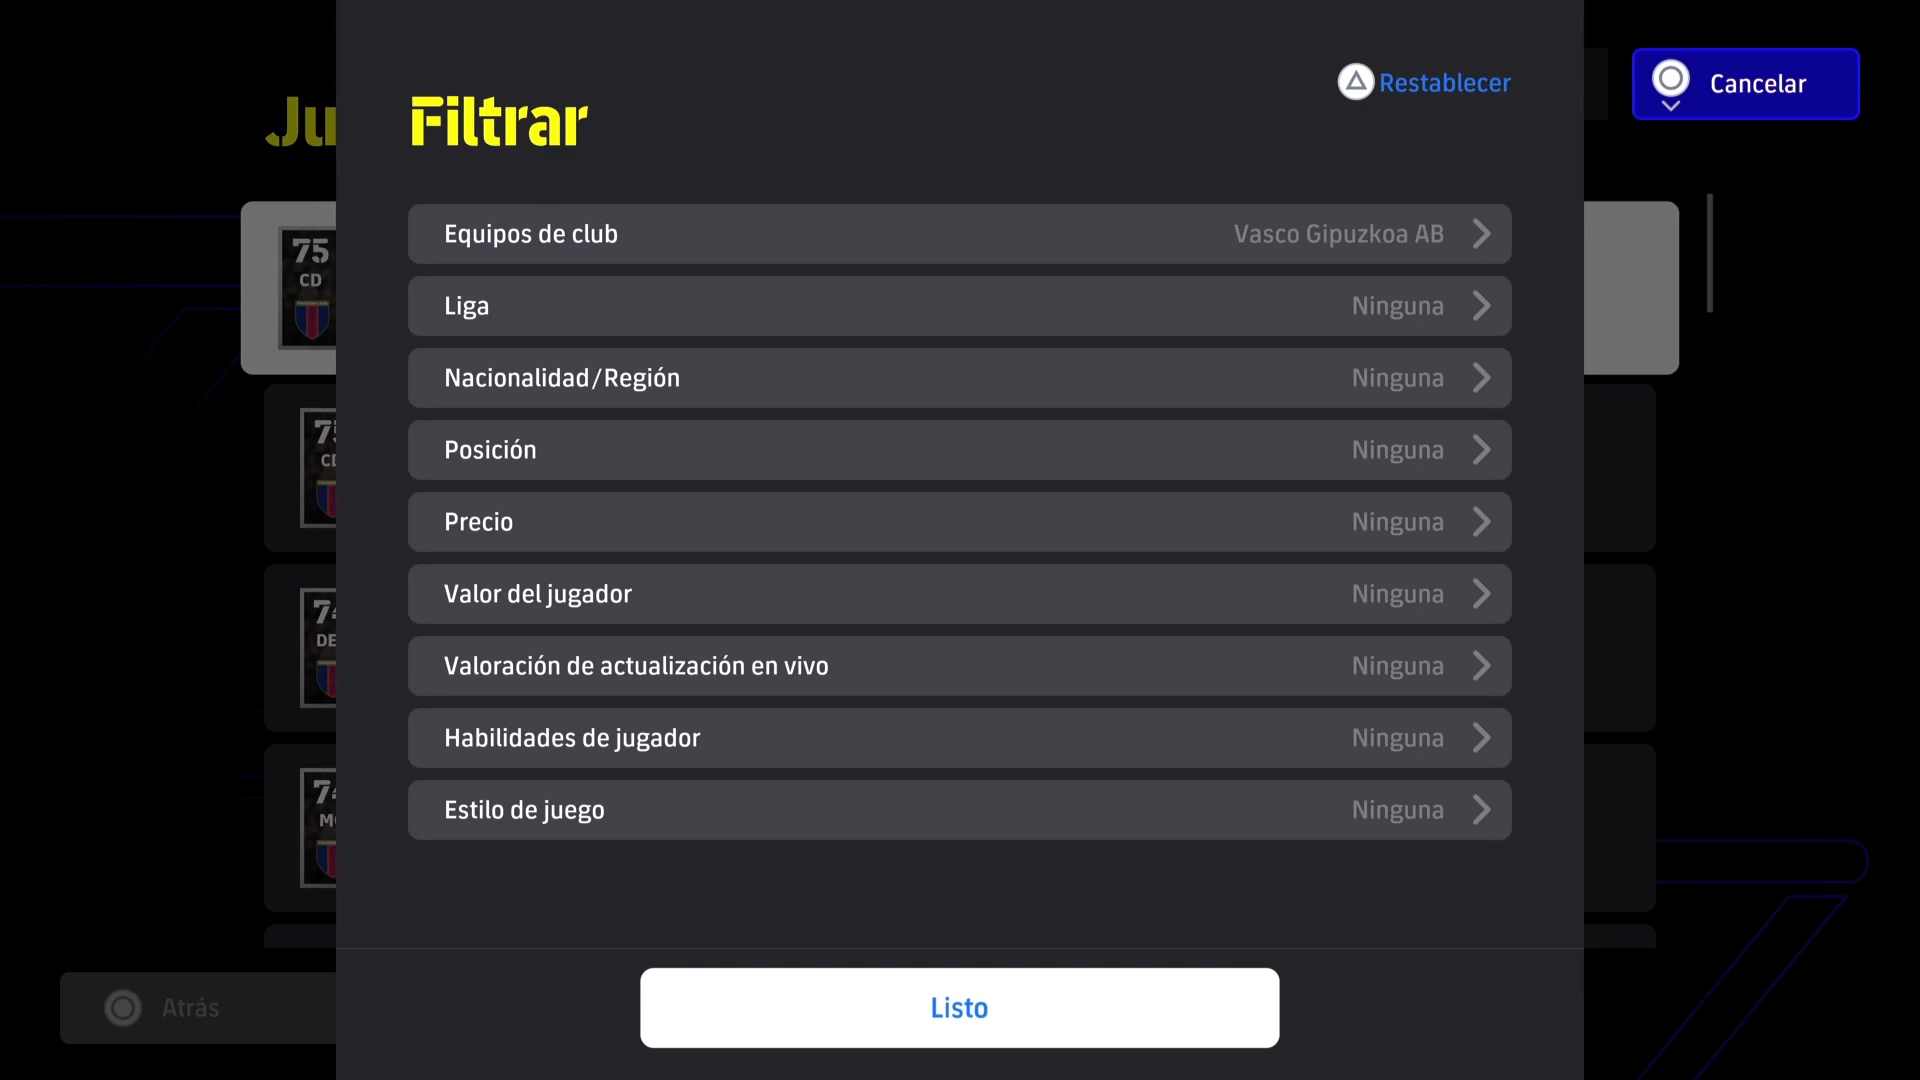 Restablecer
Cancelar
Ju
Filtrar
75
CD
Equipos de club Vasco Gipuzkoa AB
Liga Ninguna
Nacionalidad/Región Ninguna
Posición Ninguna
Precio Ninguna
Valor del jugador Ninguna
Valoración de actualización en vivo Ninguna
Habilidades de jugador Ninguna
Estilo de juego Ninguna
Atrás
Listo